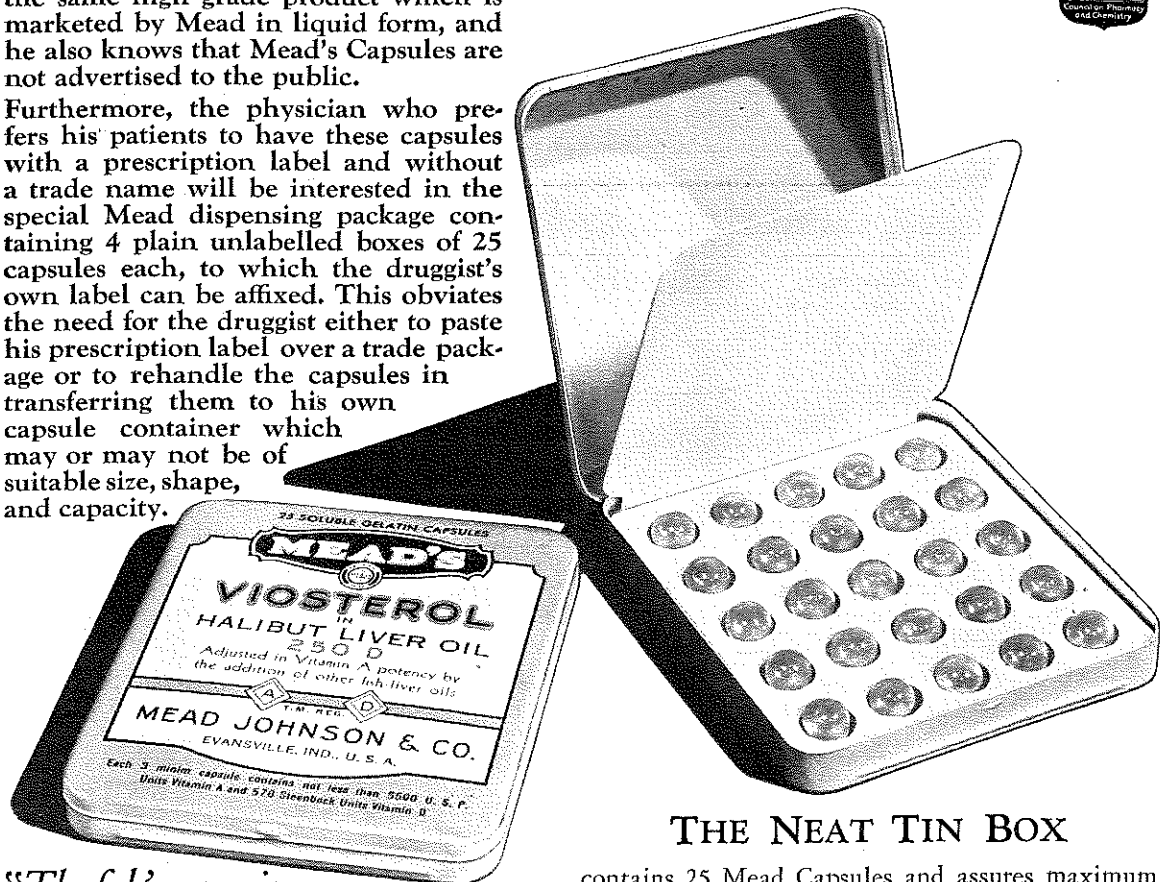 the same high grade product which is
marketed by Mead in liquid form, and
he also knows that Mead's Capsules are
not advertised to the public.
Furthermore, the physician who pre-
fers his patients to have these capsules
with a prescription label and without
a trade name will be interested in the
special Mead dispensing package con-
taining 4 plain unlabelled boxes of 25
capsules each, to which the druggist's
own label can be affixed. This obviates
the need for the druggist either to paste
his prescription label over a trade pack-
age or to rehandle the capsules in
transferring them to his own
capsule container which
may or may not be of
suitable size, shape,
and capacity.
Council on Pharmacy
and Chemistry
25 SOLUBLE GELATIN CAPSULES
MEAD'S
VIOSTEROL
IN
HALIBUT LIVER OIL
250 D
Adjusted in Vitamin A potency by
the addition of other fish-liver oils
A D
T.M. REG.
MEAD JOHNSON & CO.
EVANSVILLE, IND., U. S. A.
Each 3 minim capsule contains not less than 5500 U. S. P.
Units Vitamin A and 570 Steenbock Units Vitamin D
THE NEAT TIN BOX
contains 25 Mead Capsules and assures maximum